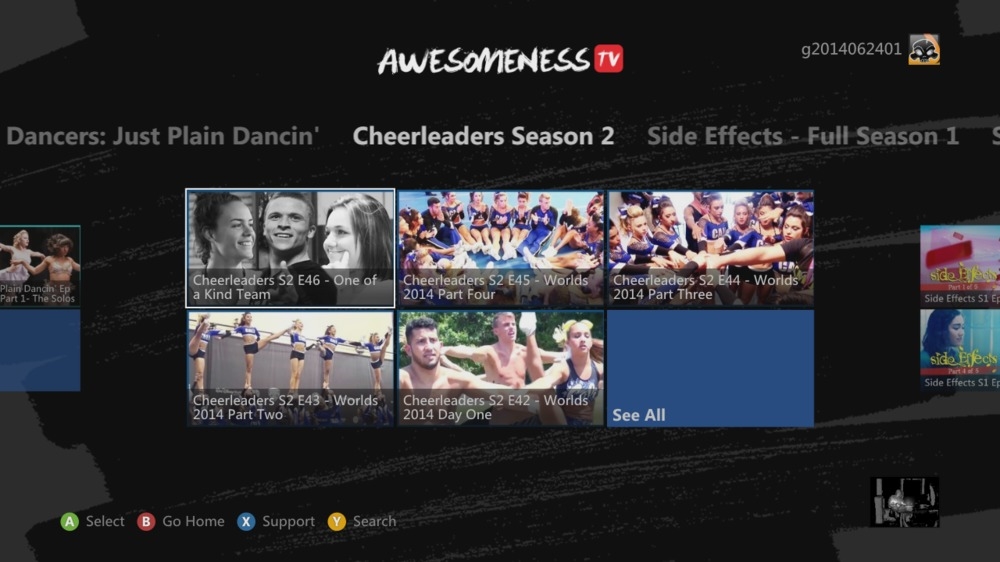 AWESOMENESS TV
g2014062401
Dancers: Just Plain Dancin'
Cheerleaders Season 2
Side Effects - Full Season 1
S
Plain Dancin' Ep
Part 1- The Solos
Cheerleaders S2 E46 - One of
a Kind Team
Cheerleaders S2 E45 - Worlds
2014 Part Four
CALI
Cheerleaders S2 E44 - Worlds
2014 Part Three
side effects
Part 1 of 5
Side Effects S1 Ep
Cheerleaders S2 E43 - Worlds
2014 Part Two
Cheerleaders S2 E42 - Worlds
2014 Day One
See All
side effects
Part 4 of 5
Side Effects S1 Ep
A Select
B Go Home
X Support
Y Search